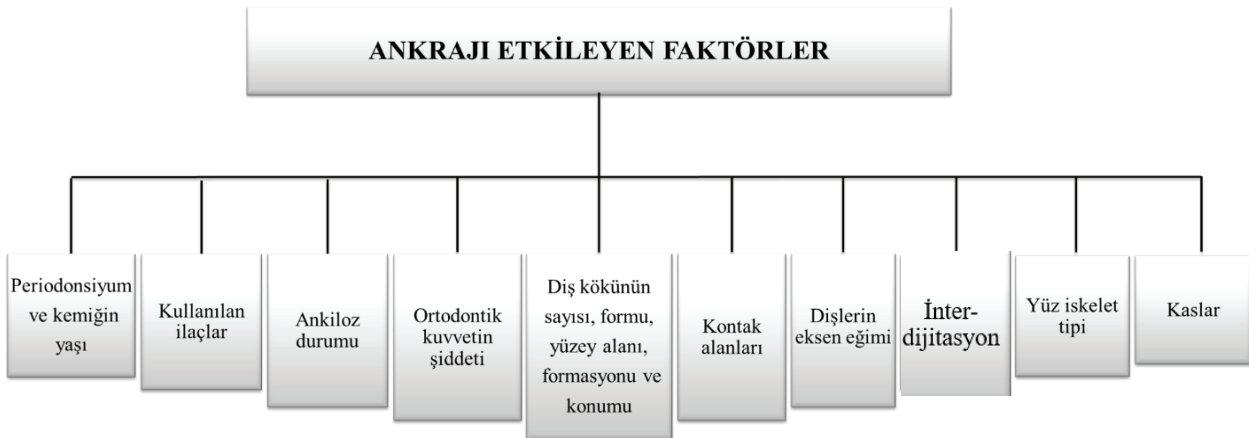 ANKRAJI ETKİLEYEN FAKTÖRLER
Periodonsiyum
ve kemiğin
yaşı
Kullanılan
ilaçlar
Ankiloz
durumu
Ortodontik
kuvvetin
şiddeti
Diş kökünün
sayısı, formu,
yüzey alanı,
formasyonu ve
konumu
Kontak
alanları
Dişlerin
eksen eğimi
İnter-
dijitasyon
Yüz iskelet
tipi
Kaslar